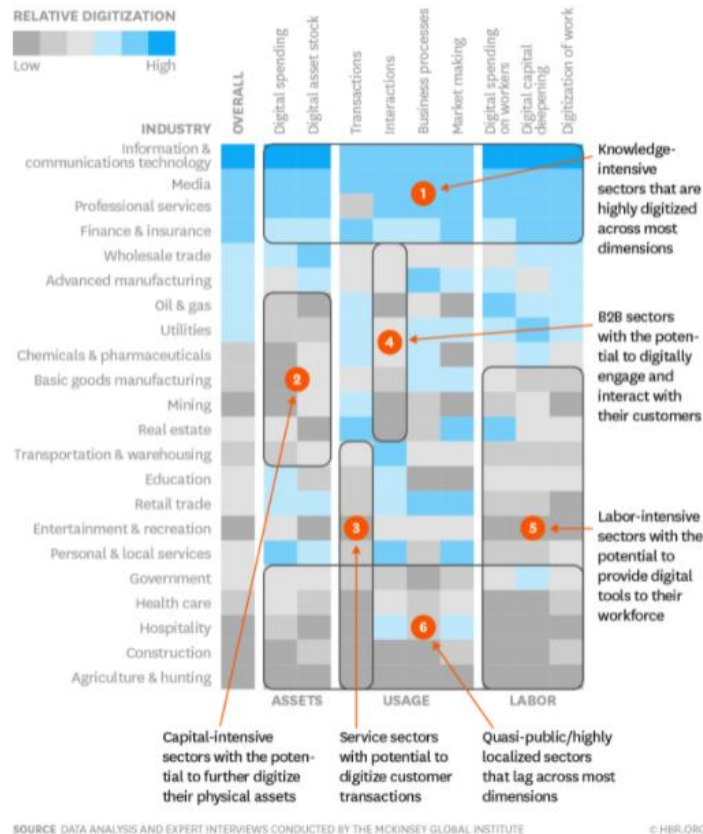 RELATIVE DIGITIZATION
Low
High
INDUSTRY
OVERALL
Digital spending
Digital asset stock
Transactions
Interactions
Business processes
Market making
Digital spending
on workers
Digital capital
deepening
Digitization of work
Information &
communications technology
Media
Professional services
Finance & insurance
Wholesale trade
Advanced manufacturing
Oil & gas
Utilities
Chemicals & pharmaceuticals
Basic goods manufacturing
Mining
Real estate
Transportation & warehousing
Education
Retail trade
Entertainment & recreation
Personal & local services
Government
Health care
Hospitality
Construction
Agriculture & hunting
1
2
3
4
5
6
ASSETS
USAGE
LABOR
Knowledge-
intensive
sectors that are
highly digitized
across most
dimensions
B2B sectors
with the poten-
tial to digitally
engage and
interact with
their customers
Labor-intensive
sectors with the
potential to
provide digital
tools to their
workforce
Capital-intensive
sectors with the poten-
tial to further digitize
their physical assets
Service sectors
with potential to
digitize customer
transactions
Quasi-public/highly
localized sectors
that lag across most
dimensions
SOURCE DATA ANALYSIS AND EXPERT INTERVIEWS CONDUCTED BY THE MCKINSEY GLOBAL INSTITUTE
© HBR.ORG